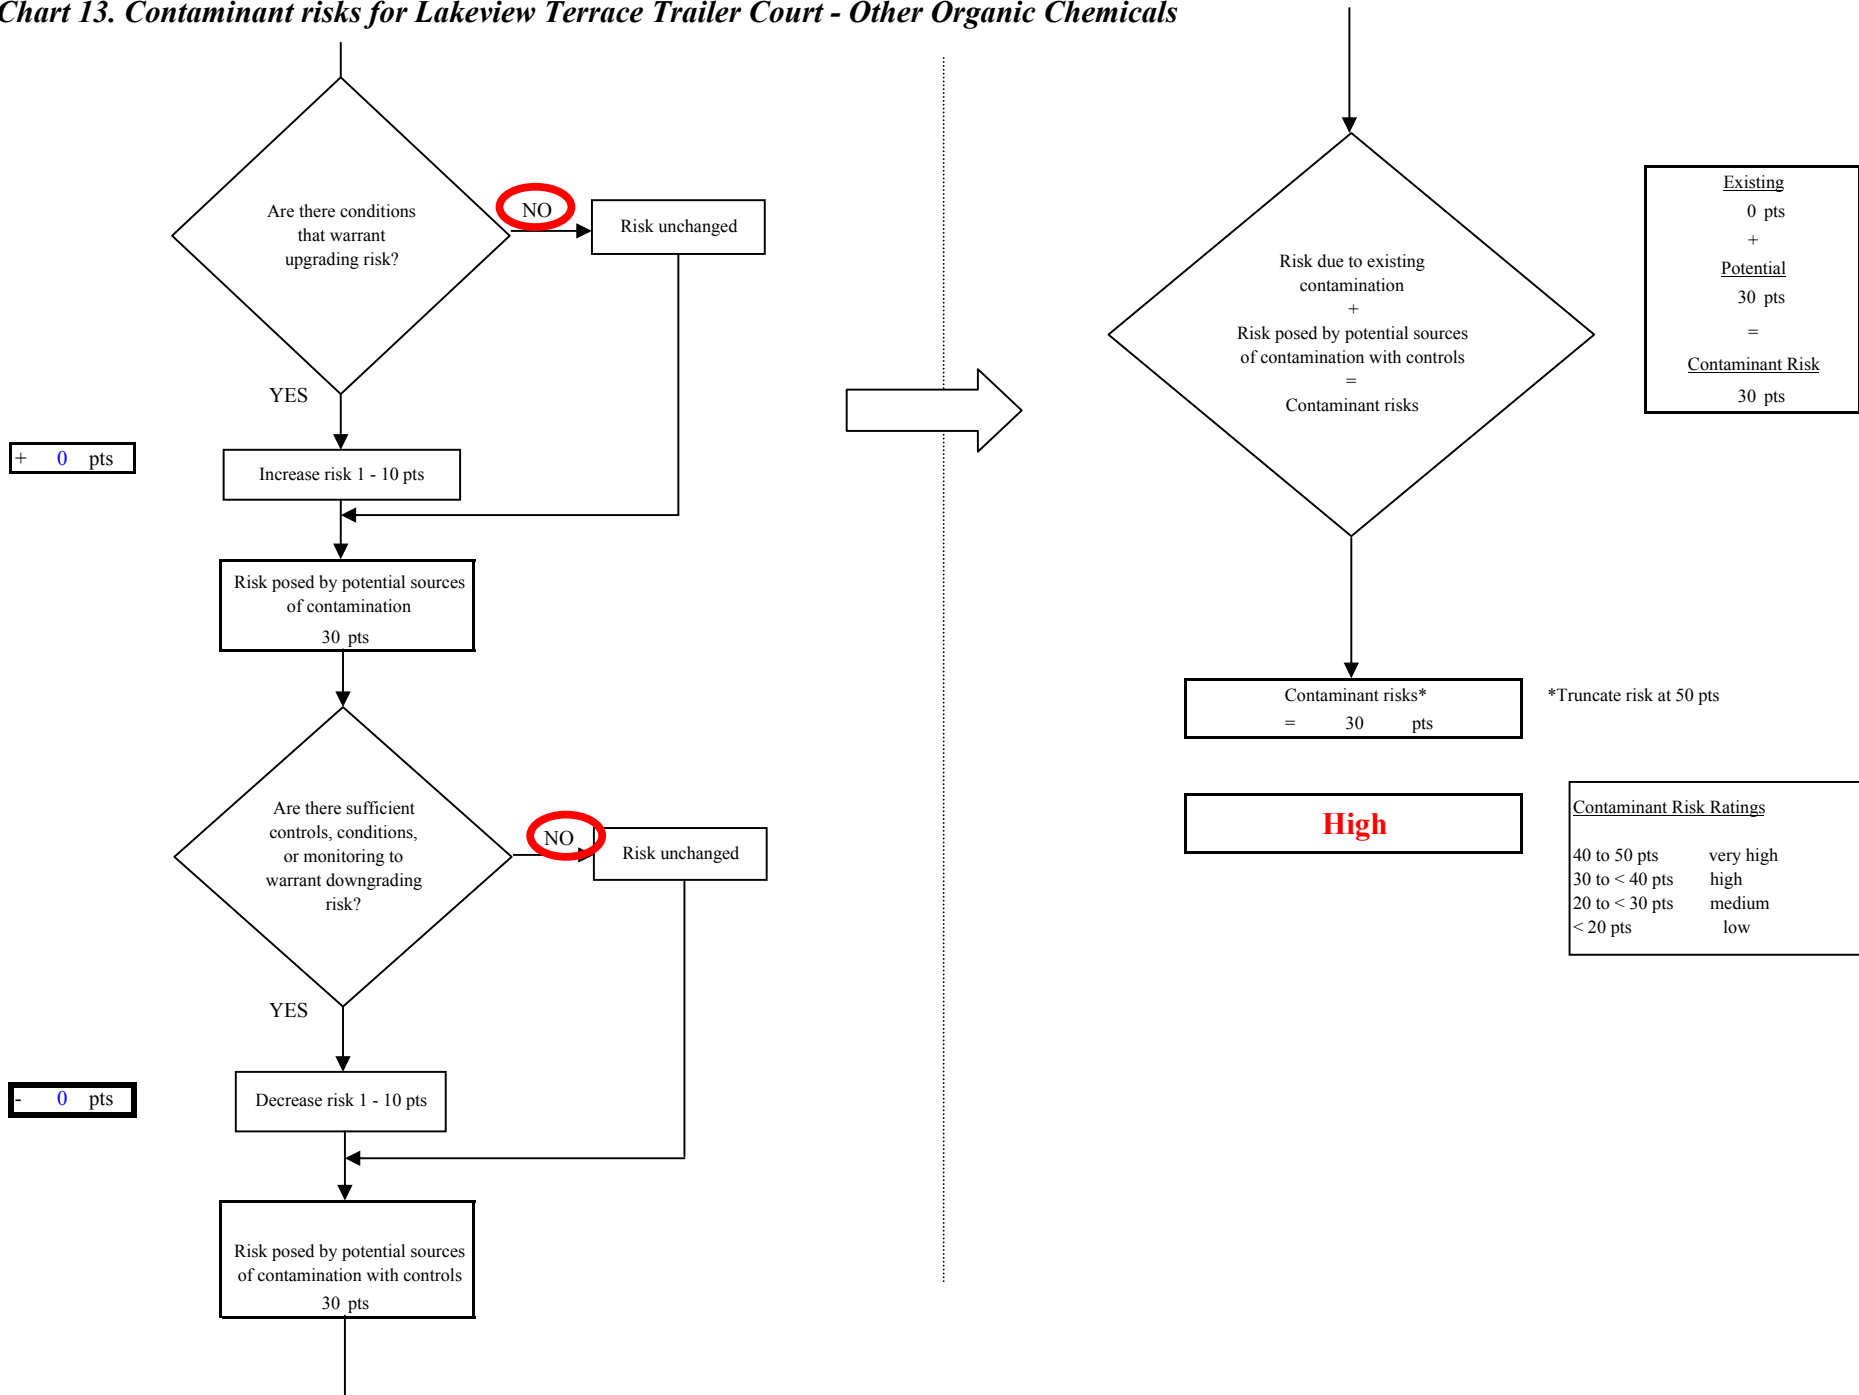 Chart 13. Contaminant risks for Lakeview Terrace Trailer Court - Other Organic Chemicals
Are there conditions
that warrant
upgrading risk?
NO
Risk unchanged
YES
+ 0 pts
Increase risk 1 - 10 pts
Risk posed by potential sources
of contamination
30 pts
Are there sufficient
controls, conditions,
or monitoring to
warrant downgrading
risk?
NO
Risk unchanged
YES
- 0 pts
Decrease risk 1 - 10 pts
Risk posed by potential sources
of contamination with controls
30 pts
Risk due to existing
contamination
+
Risk posed by potential sources
of contamination with controls
=
Contaminant risks
Existing
0 pts
+
Potential
30 pts
=
Contaminant Risk
30 pts
Contaminant risks*
= 30 pts
*Truncate risk at 50 pts
High
Contaminant Risk Ratings
40 to 50 pts very high
30 to < 40 pts high
20 to < 30 pts medium
< 20 pts low